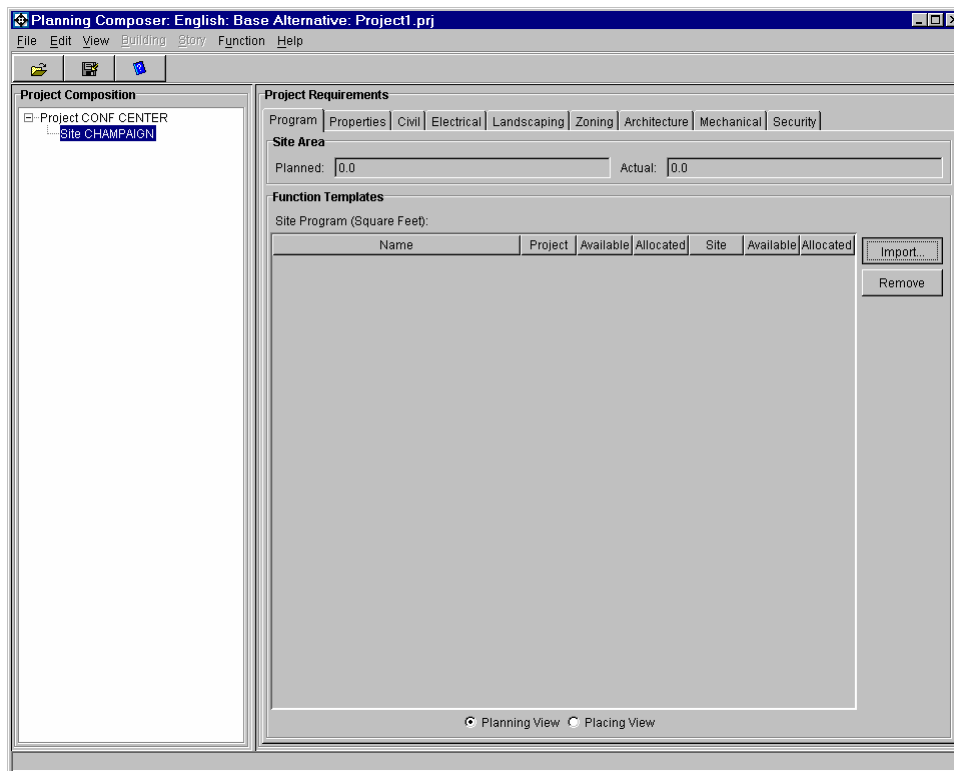 Planning Composer: English: Base Alternative: Project1.prj
File Edit View Building Story Function Help
Project Composition
Project CONF CENTER
Site CHAMPAIGN
Project Requirements
Program Properties Civil Electrical Landscaping Zoning Architecture Mechanical Security
Site Area
Planned: 0.0 Actual: 0.0
Function Templates
Site Program (Square Feet):
Name Project Available Allocated Site Available Allocated
Import...
Remove
Planning View Placing View